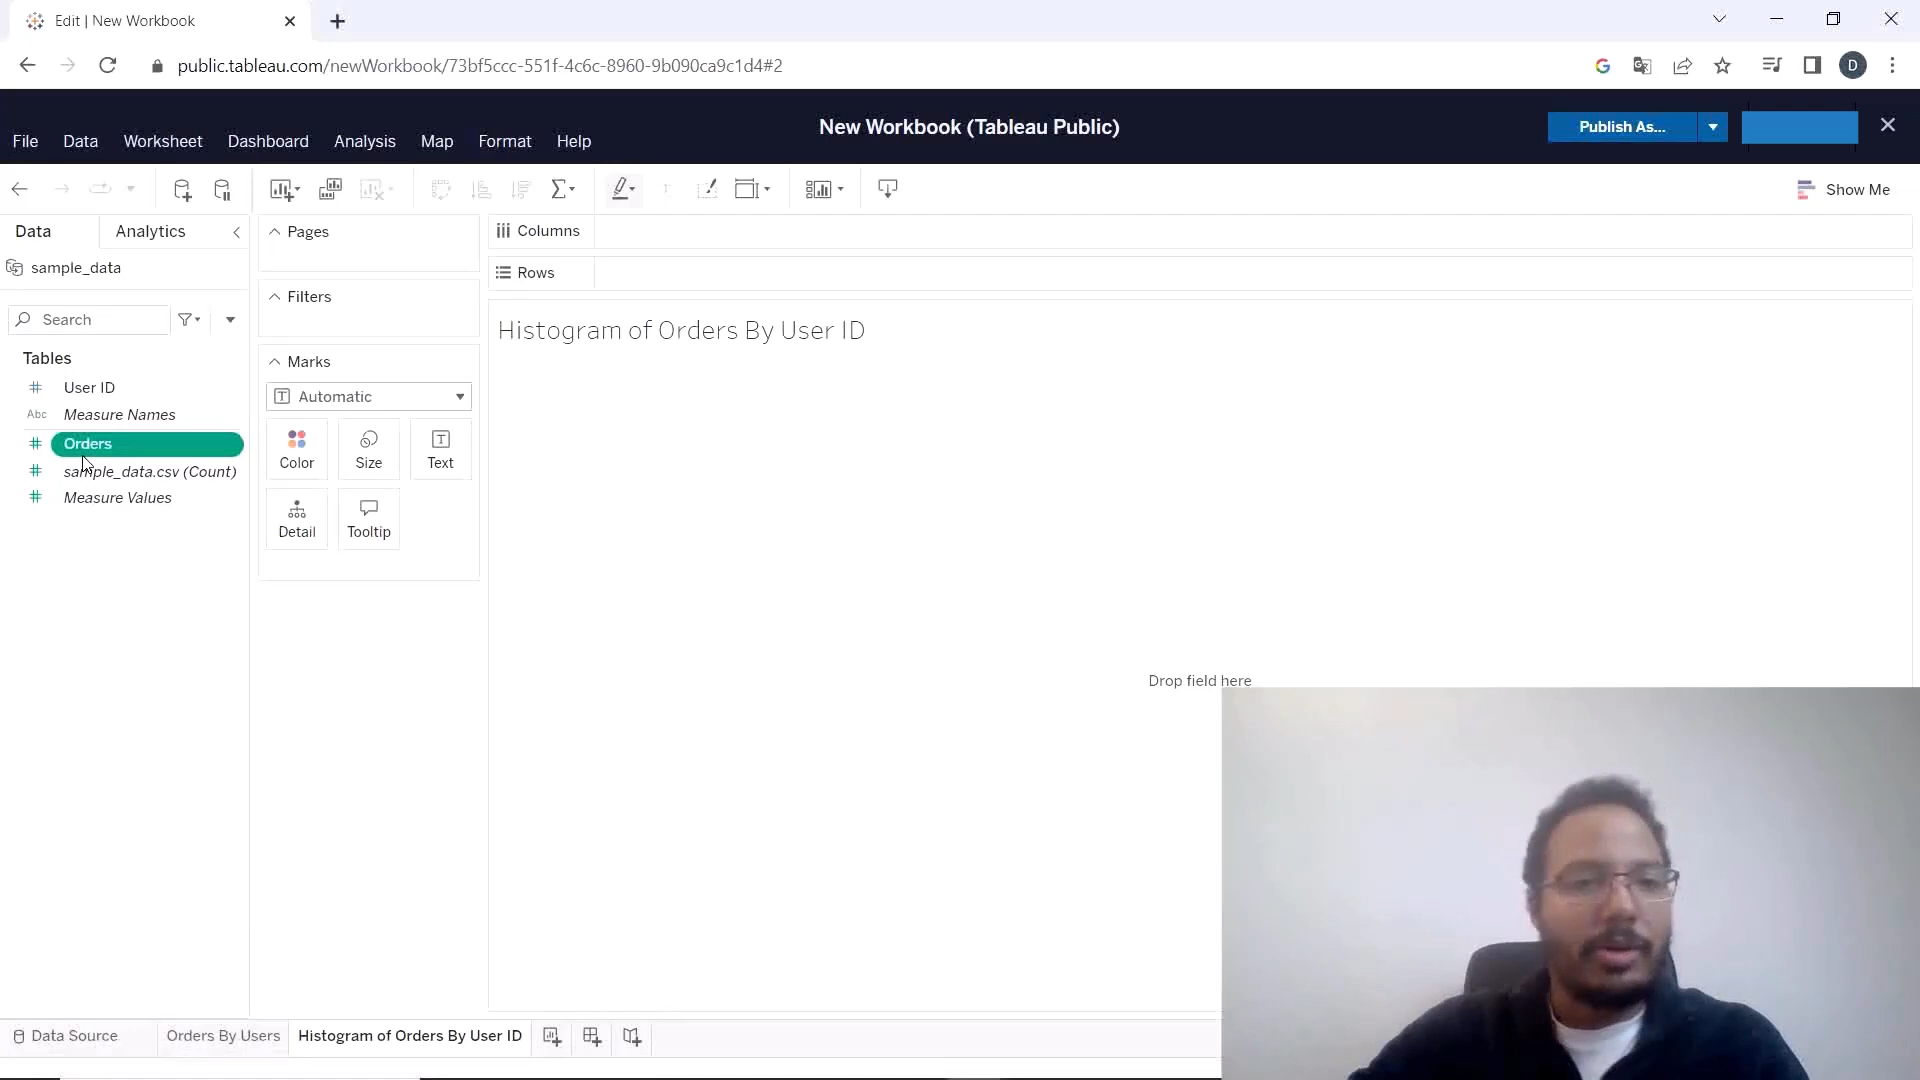 Edit | New Workbook
public.tableau.com/newWorkbook/73bf5ccc-551f-4c6c-8960-9b090ca9c1d4#2
D
New Workbook (Tableau Public)
Publish As...
File Data Worksheet Dashboard Analysis Map Format Help
Show Me
Data Analytics
Pages
Columns
sample_data
Rows
Filters
Search
Histogram of Orders By User ID
Tables
Marks
User ID
Automatic
Abc Measure Names
Orders
Color Size Text
sample_data.csv (Count)
Measure Values
Detail Tooltip
Drop field here
Data Source Orders By Users Histogram of Orders By User ID